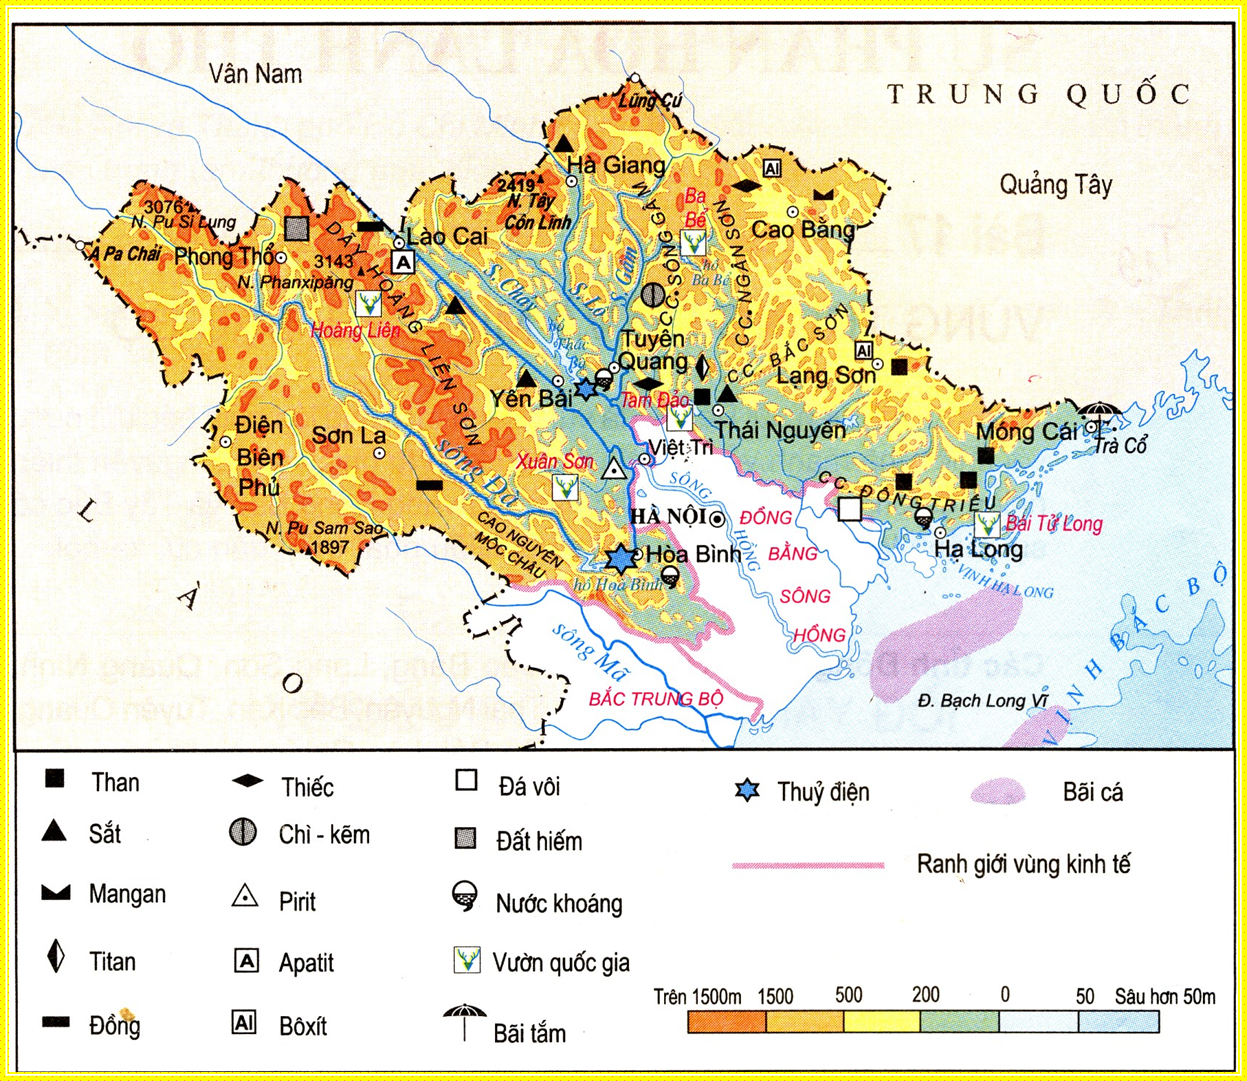 Vân Nam
TRUNG QUỐC
Quảng Tây
Lũng Cú
Hà Giang
2419
N. Tây
Côn Lĩnh
3076
N. Pu Si Lung
A Pa Chải
Phong Thổ
Lào Cai
3143
N. Phanxipăng
DÃY HOÀNG LIÊN SƠN
Hoàng Liên
S. Chảy
S. Lô
S. Gâm
CC. SÔNG GÂM
Ba
Bể
hồ
Ba Bể
CC. NGÂN SƠN
Cao Bằng
CC. BẮC SƠN
Lạng Sơn
hồ
Thác
Bà
Tuyên
Quang
Yên Bái
Tam Đảo
Thái Nguyên
Việt Trì
Móng Cái
Trà Cổ
Điện
Biên
Phủ
Sơn La
sông Đà
Xuân Sơn
N. Pu Sam Sao
1897
CAO NGUYÊN
MỘC CHÂU
HÀ NỘI
SÔNG HỒNG
CC. ĐÔNG TRIỀU
Bái Tử Long
Hạ Long
VỊNH HẠ LONG
Hòa Bình
hồ Hoà Bình
ĐỒNG
BẰNG
SÔNG
HỒNG
LÀO
sông Mã
BẮC TRUNG BỘ
Đ. Bạch Long Vĩ
VỊNH BẮC BỘ
Than
Sắt
Mangan
Titan
Đồng
Thiếc
Chì - kẽm
Pirit
A Apatit
Al Bôxít
Đá vôi
Đất hiếm
Nước khoáng
Vườn quốc gia
Bãi tắm
Thuỷ điện
Bãi cá
Ranh giới vùng kinh tế
Trên 1500m 1500 500 200 0 50 Sâu hơn 50m